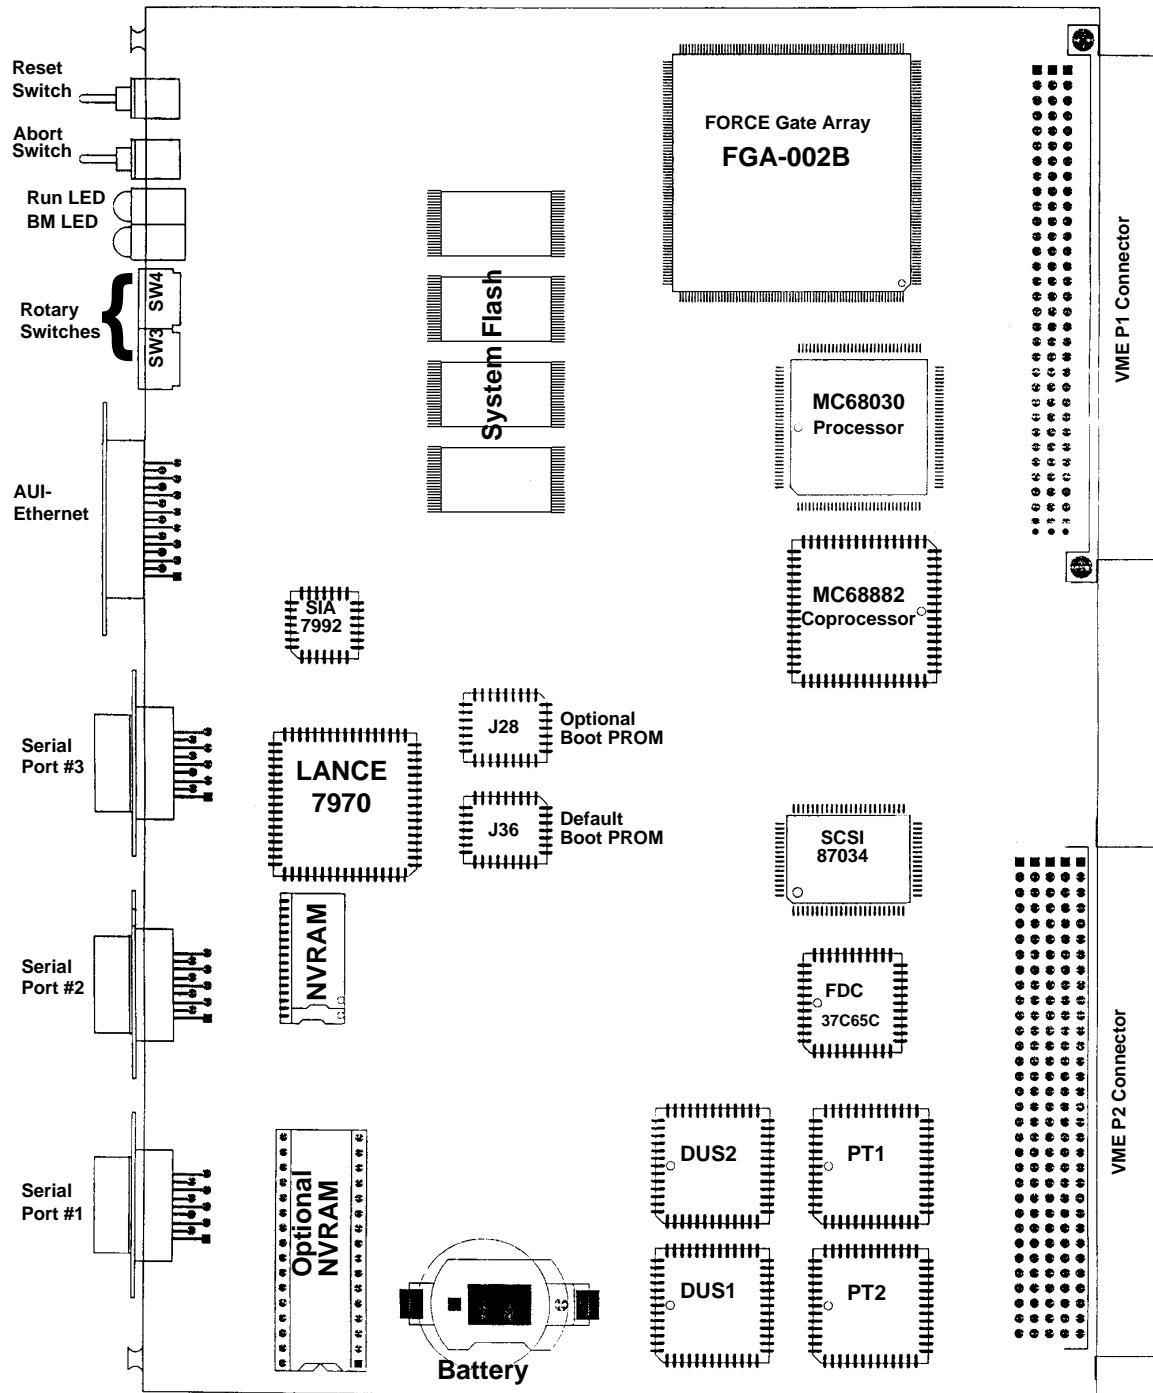 Reset
Switch
Abort
Switch
Run LED
BM LED
Rotary
Switches
SW4
SW3
AUI-
Ethernet
Serial
Port #3
Serial
Port #2
Serial
Port #1
System Flash
FORCE Gate Array
FGA-002B
MC68030
Processor
MC68882
Coprocessor
VME P1 Connector
SIA
7992
LANCE
7970
J28
Optional
Boot PROM
J36
Default
Boot PROM
SCSI
87034
NVRAM
FDC
37C65C
VME P2 Connector
Optional
NVRAM
DUS2
PT1
DUS1
PT2
Battery